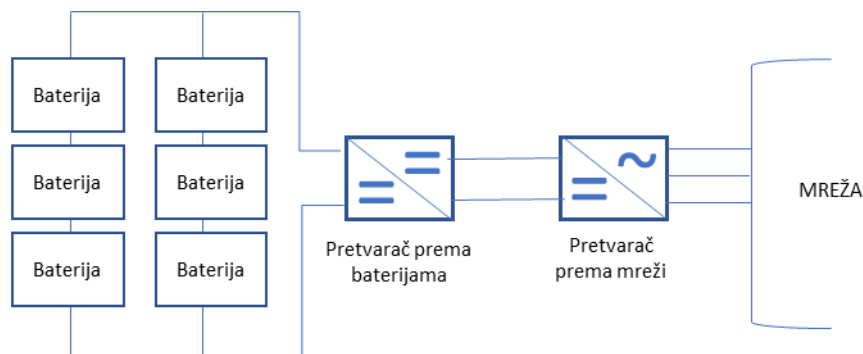 Baterija
Baterija
Baterija
Baterija
Baterija
Baterija
Pretvarač prema
baterijama
Pretvarač
prema mreži
MREŽA